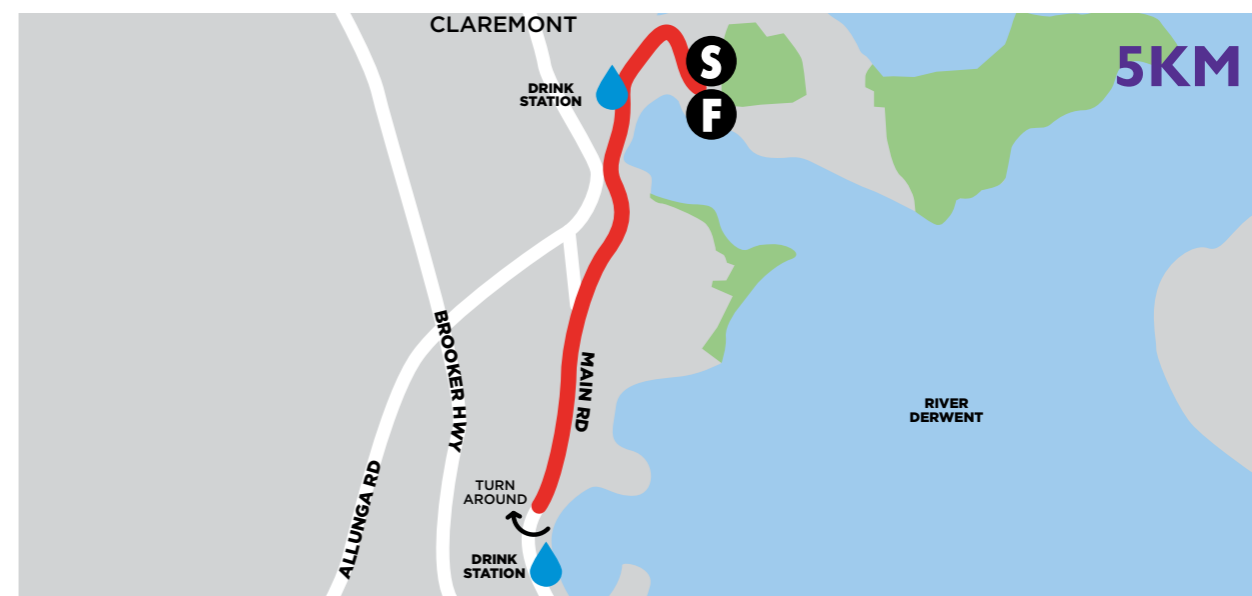 CLAREMONT
5KM
S
DRINK
STATION
F
BROOKER HWY
MAIN RD
RIVER
DERWENT
ALLUNGA RD
TURN
AROUND
DRINK
STATION